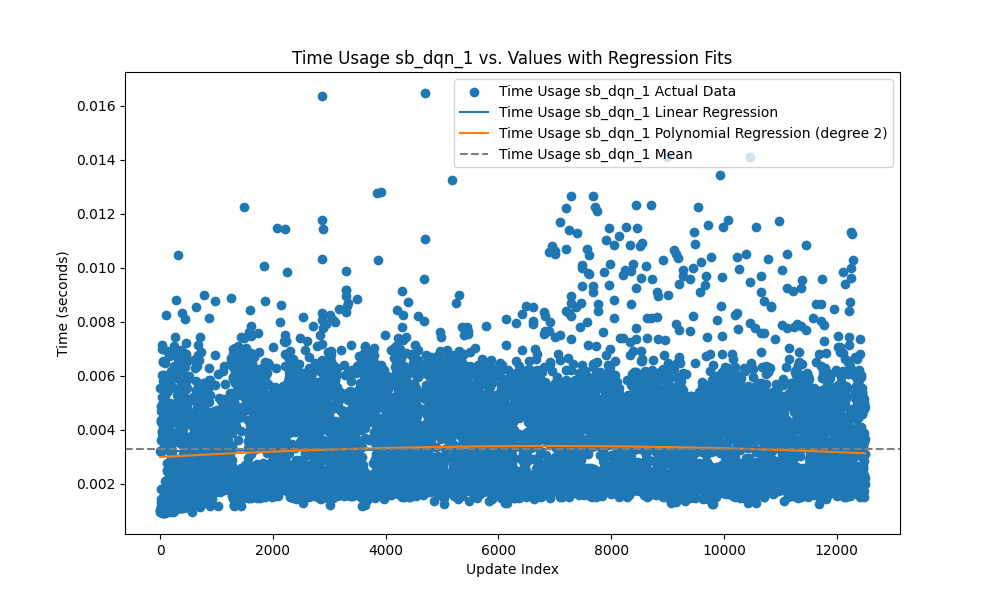 Time Usage sb_dqn_1 vs. Values with Regression Fits
Time Usage sb_dqn_1 Actual Data
Time Usage sb_dqn_1 Linear Regression
Time Usage sb_dqn_1 Polynomial Regression (degree 2)
Time Usage sb_dqn_1 Mean
0.016
0.014
0.012
0.010
0.008
0.006
0.004
0.002
Time (seconds)
0 2000 4000 6000 8000 10000 12000
Update Index